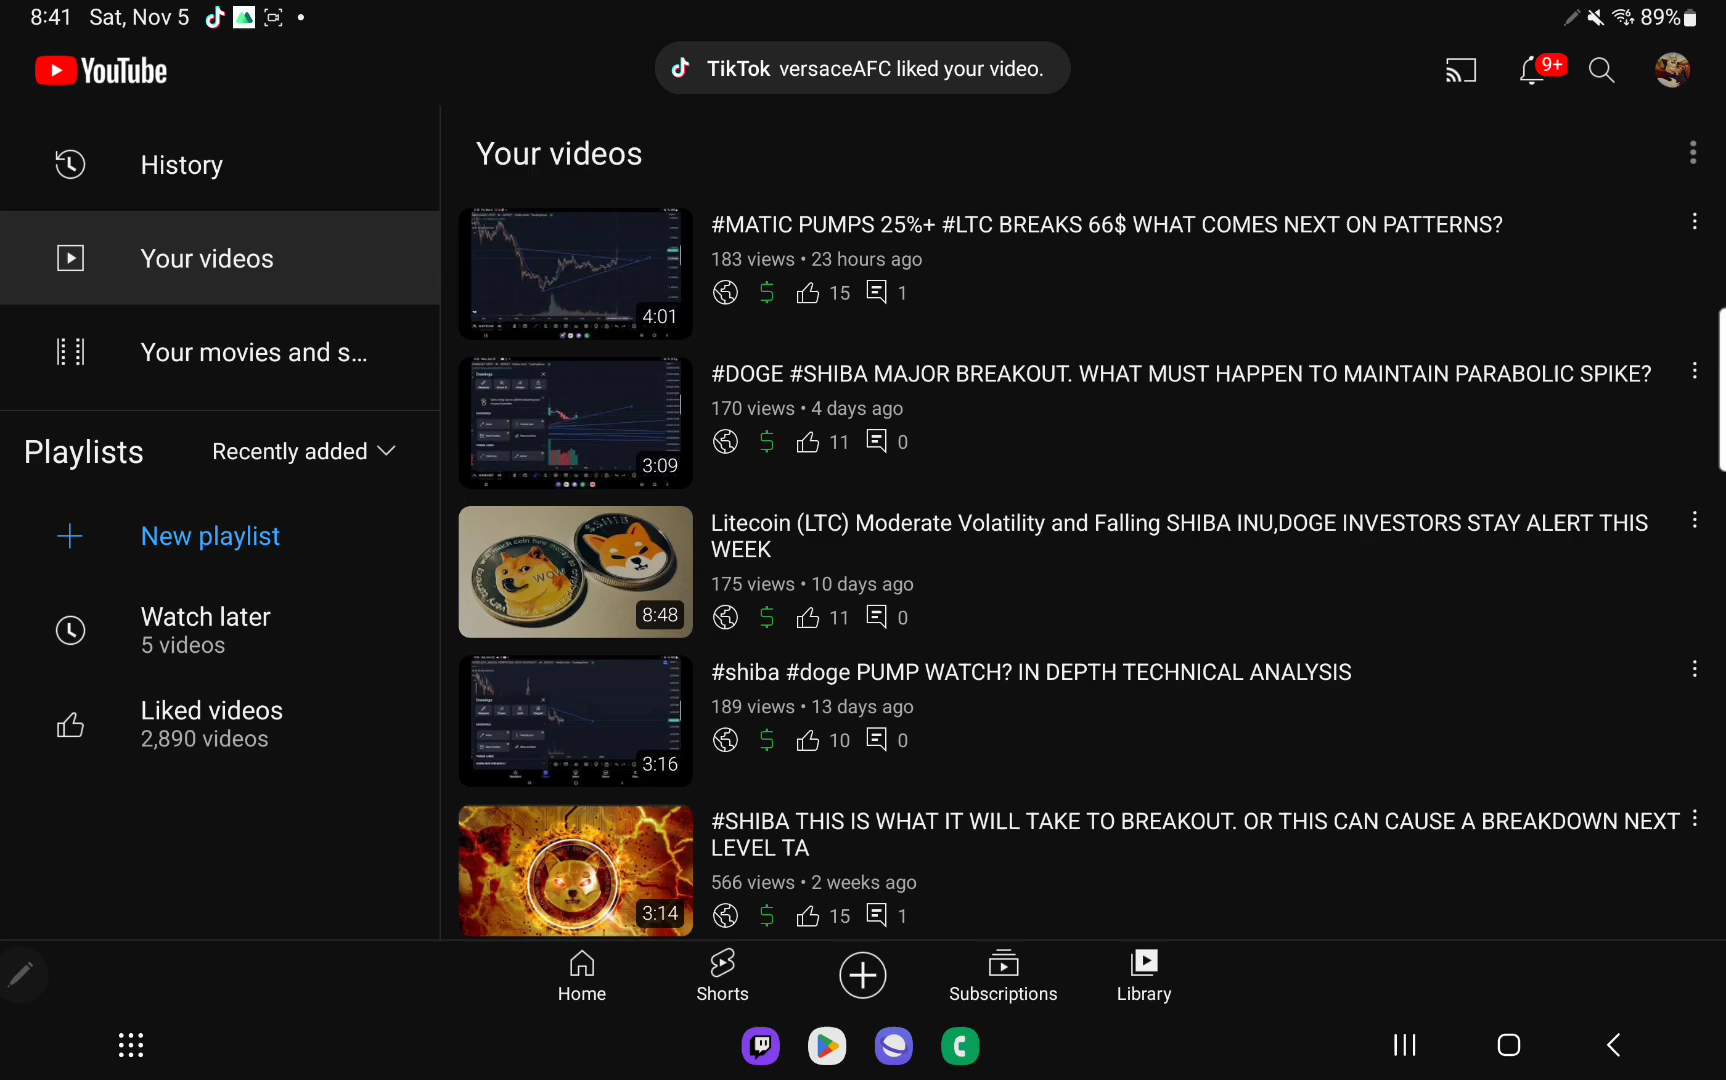 8:41 Sat, Nov 5
89%
YouTube
TikTok versaceAFC liked your video.
9+
History
Your videos
Your movies and s...
Playlists
Recently added
New playlist
Watch later
5 videos
Liked videos
2,890 videos
Your videos
4:01
#MATIC PUMPS 25%+ #LTC BREAKS 66$ WHAT COMES NEXT ON PATTERNS?
183 views • 23 hours ago
15
1
3:09
#DOGE #SHIBA MAJOR BREAKOUT. WHAT MUST HAPPEN TO MAINTAIN PARABOLIC SPIKE?
170 views • 4 days ago
11
0
8:48
Litecoin (LTC) Moderate Volatility and Falling SHIBA INU,DOGE INVESTORS STAY ALERT THIS
WEEK
175 views • 10 days ago
11
0
3:16
#shiba #doge PUMP WATCH? IN DEPTH TECHNICAL ANALYSIS
189 views • 13 days ago
10
0
3:14
#SHIBA THIS IS WHAT IT WILL TAKE TO BREAKOUT. OR THIS CAN CAUSE A BREAKDOWN NEXT
LEVEL TA
566 views • 2 weeks ago
15
1
Home
Shorts
Subscriptions
Library